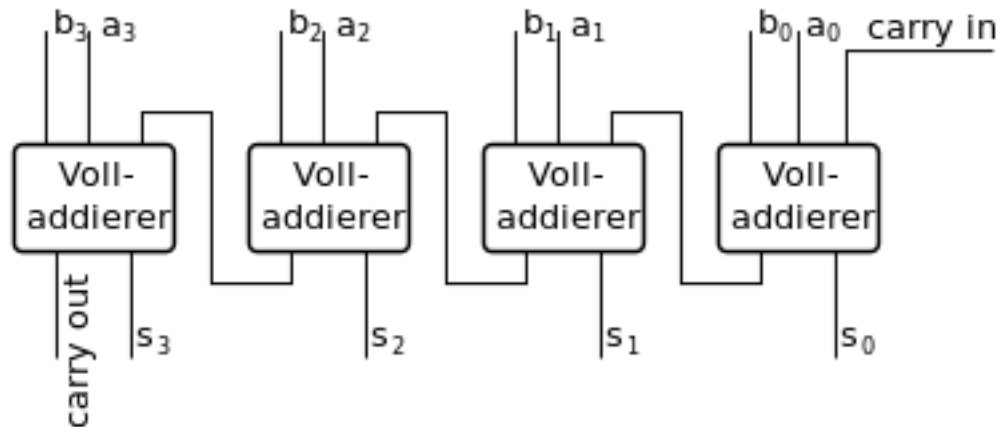 b₃ a₃ b₂ a₂ b₁ a₁ b₀ a₀ carry in
Voll- Voll- Voll- Voll-
addierer addierer addierer addierer
carry out s₃ s₂ s₁ s₀